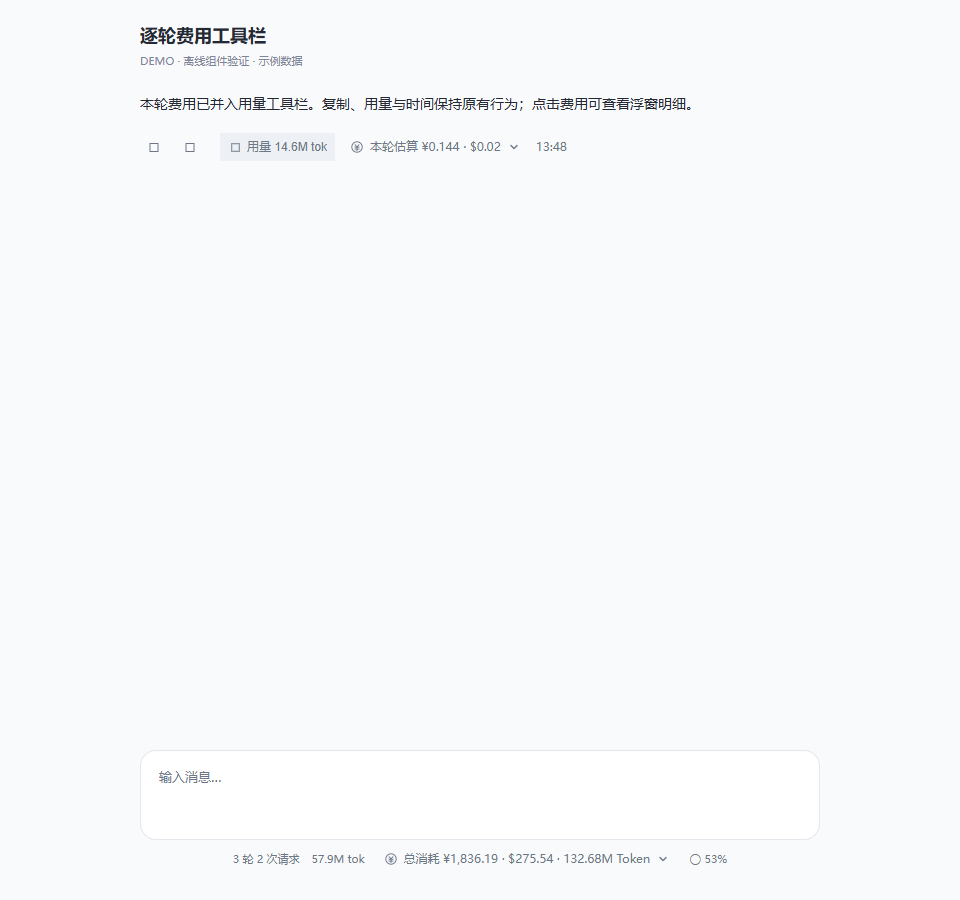 逐轮费用工具栏
DEMO · 离线组件验证 · 示例数据
本轮费用已并入用量工具栏。复制、用量与时间保持原有行为；点击费用可查看浮窗明细。
用量 14.6M tok ¥ 本轮估算 ¥0.144 · $0.02 13:48
输入消息...
3 轮 2 次请求 57.9M tok ¥ 总消耗 ¥1,836.19 · $275.54 · 132.68M Token 53%